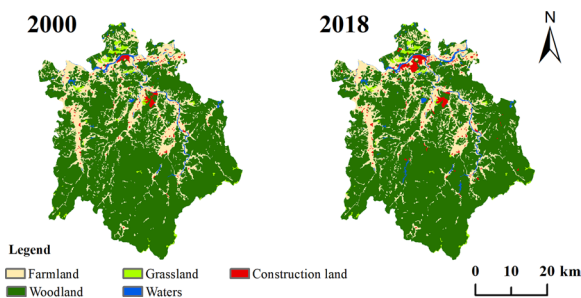 2000
2018
N
Legend
Farmland
Grassland
Construction land
Woodland
Waters
0 10 20 km